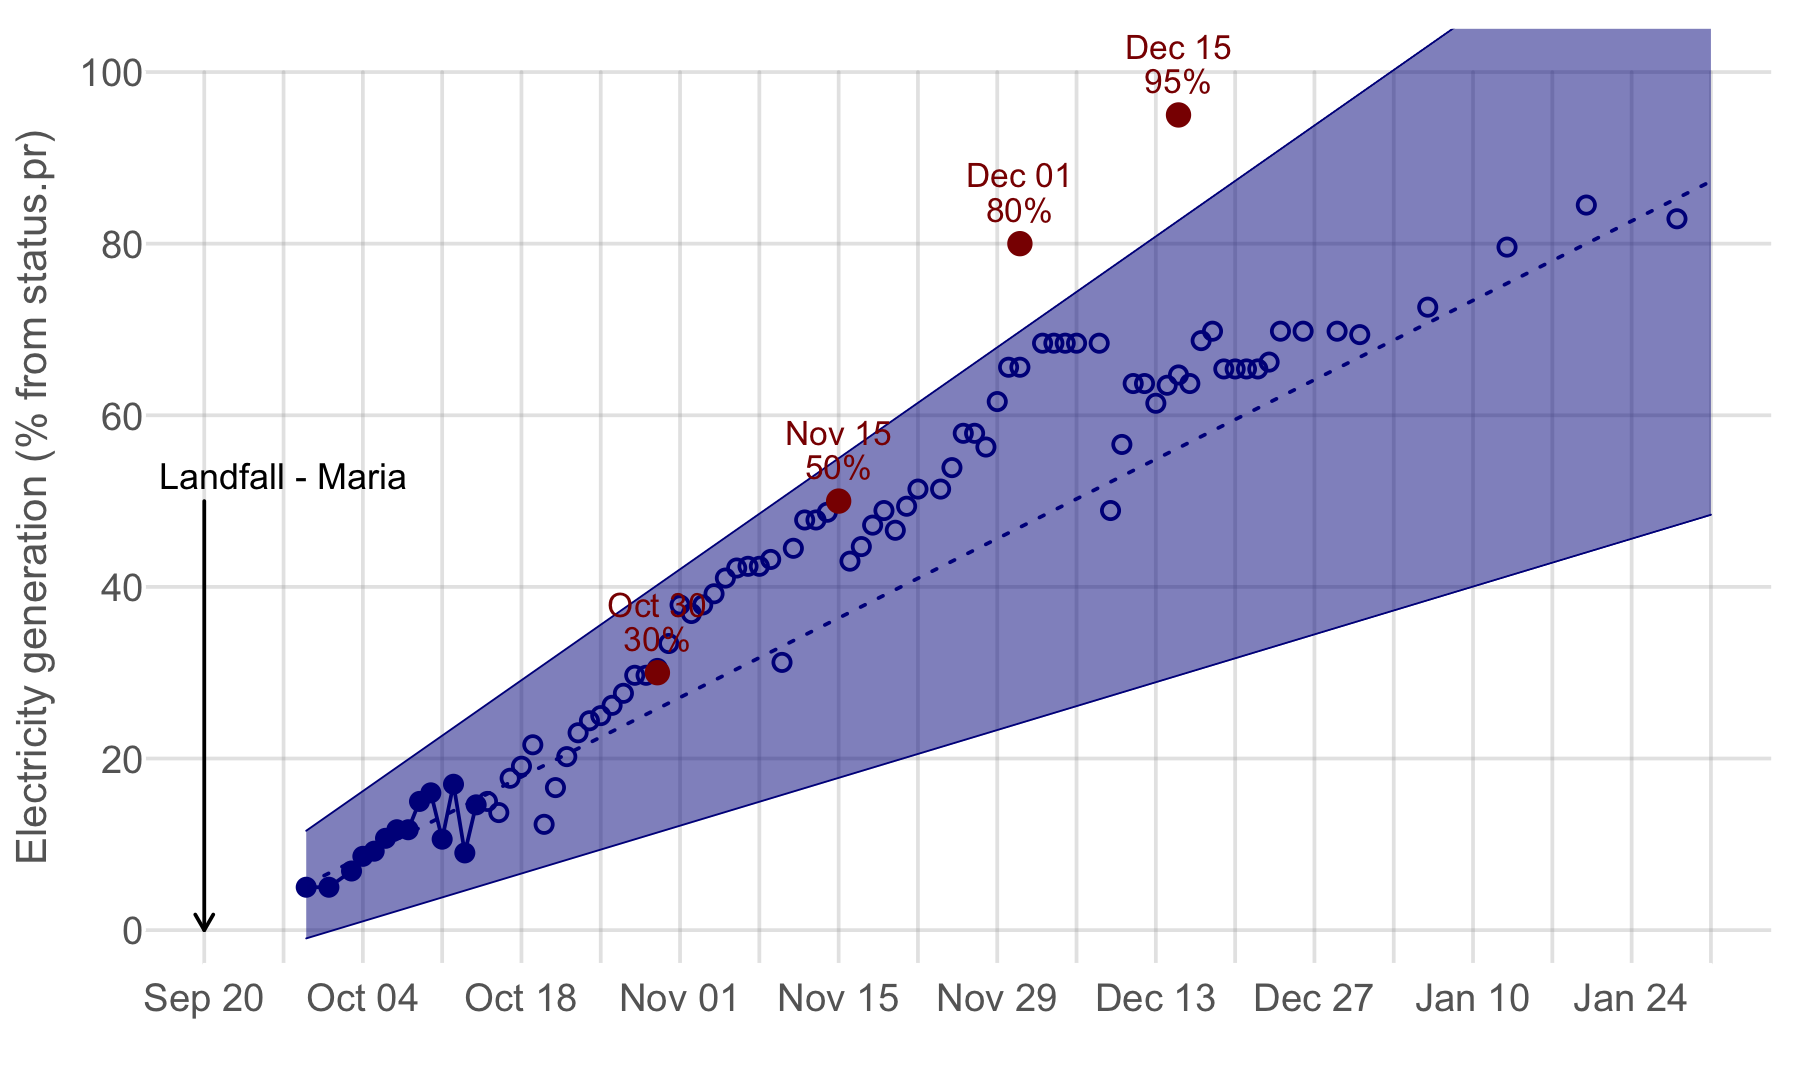 Electricity generation (% from status.pr)
100
80
60
40
20
0
Dec 15
95%
Dec 01
80%
Nov 15
50%
Oct 30
30%
Landfall - Maria
Sep 20 Oct 04 Oct 18 Nov 01 Nov 15 Nov 29 Dec 13 Dec 27 Jan 10 Jan 24